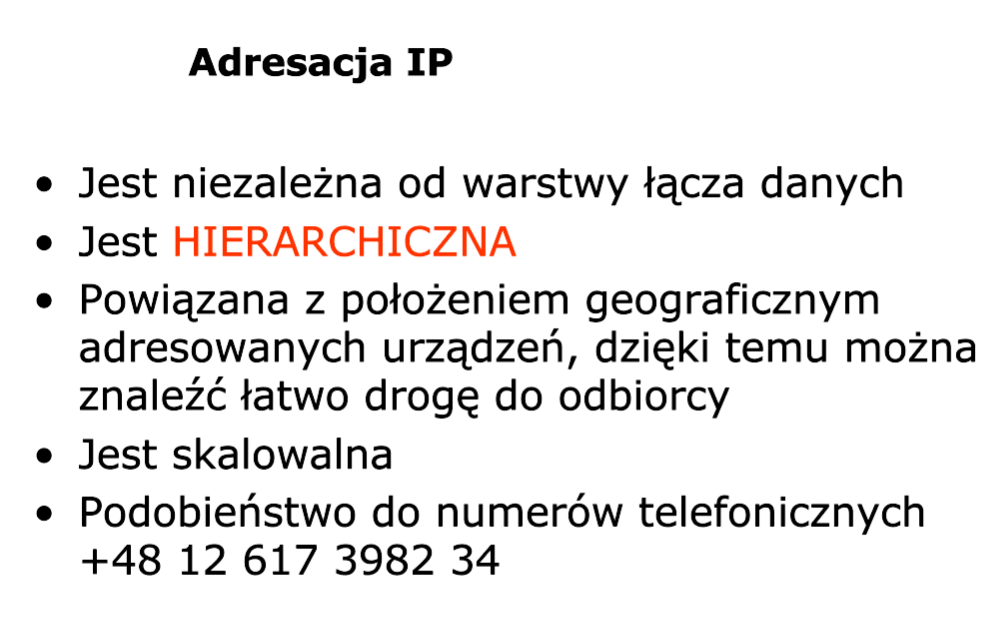 Adresacja IP
• Jest niezależna od warstwy łącza danych
• Jest HIERARCHICZNA
• Powiązana z położeniem geograficznym
adresowanych urządzeń, dzięki temu można
znaleźć łatwo drogę do odbiorcy
• Jest skalowalna
• Podobieństwo do numerów telefonicznych
+48 12 617 3982 34